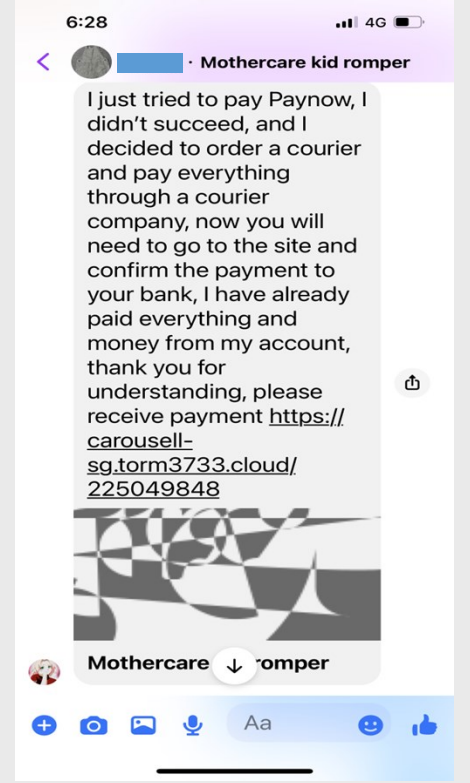 6:28
4G
· Mothercare kid romper
I just tried to pay Paynow, I
didn’t succeed, and I
decided to order a courier
and pay everything
through a courier
company, now you will
need to go to the site and
confirm the payment to
your bank, I have already
paid everything and
money from my account,
thank you for
understanding, please
receive payment https://
carousell-
sg.torm3733.cloud/
225049848
Mothercare romper
Aa